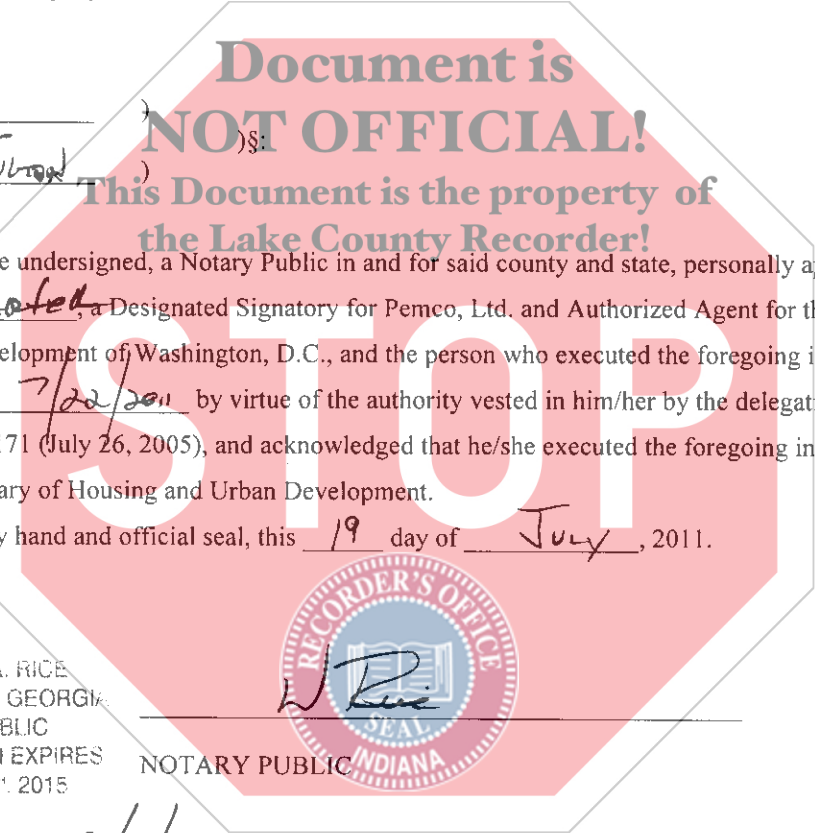 Document is
NOT OFFICIAL!
)
)§:
)
This Document is the property of
the Lake County Recorder!
e undersigned, a Notary Public in and for said county and state, personally a
, a Designated Signatory for Pemco, Ltd. and Authorized Agent for th
elopment of Washington, D.C., and the person who executed the foregoing i
7/22/2011 by virtue of the authority vested in him/her by the delegati
171 (July 26, 2005), and acknowledged that he/she executed the foregoing in
ary of Housing and Urban Development.
y hand and official seal, this 19 day of July, 2011.
STOP
RECORDER'S OFFICE
SEAL
INDIANA
. RICE
GEORGIA
BLIC
EXPIRES
2015
W Rice
NOTARY PUBLIC